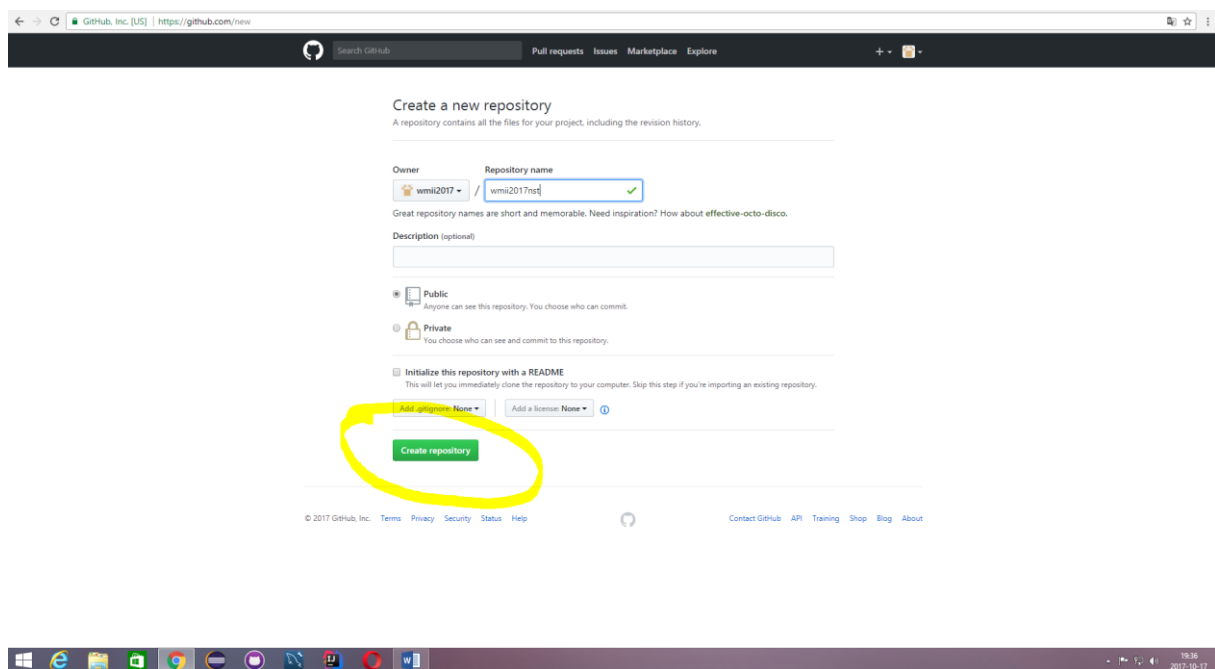 GitHub, Inc. [US] | https://github.com/new
Search GitHub Pull requests Issues Marketplace Explore
Create a new repository
A repository contains all the files for your project, including the revision history.
Owner Repository name
wmii2017 / wmii2017nst
Great repository names are short and memorable. Need inspiration? How about effective-octo-disco.
Description (optional)
Public
Anyone can see this repository. You choose who can commit.
Private
You choose who can see and commit to this repository.
Initialize this repository with a README
This will let you immediately clone the repository to your computer. Skip this step if you're importing an existing repository.
Add .gitignore: None Add a license: None
Create repository
© 2017 GitHub, Inc. Terms Privacy Security Status Help Contact GitHub API Training Shop Blog About
19:36
2017-10-17